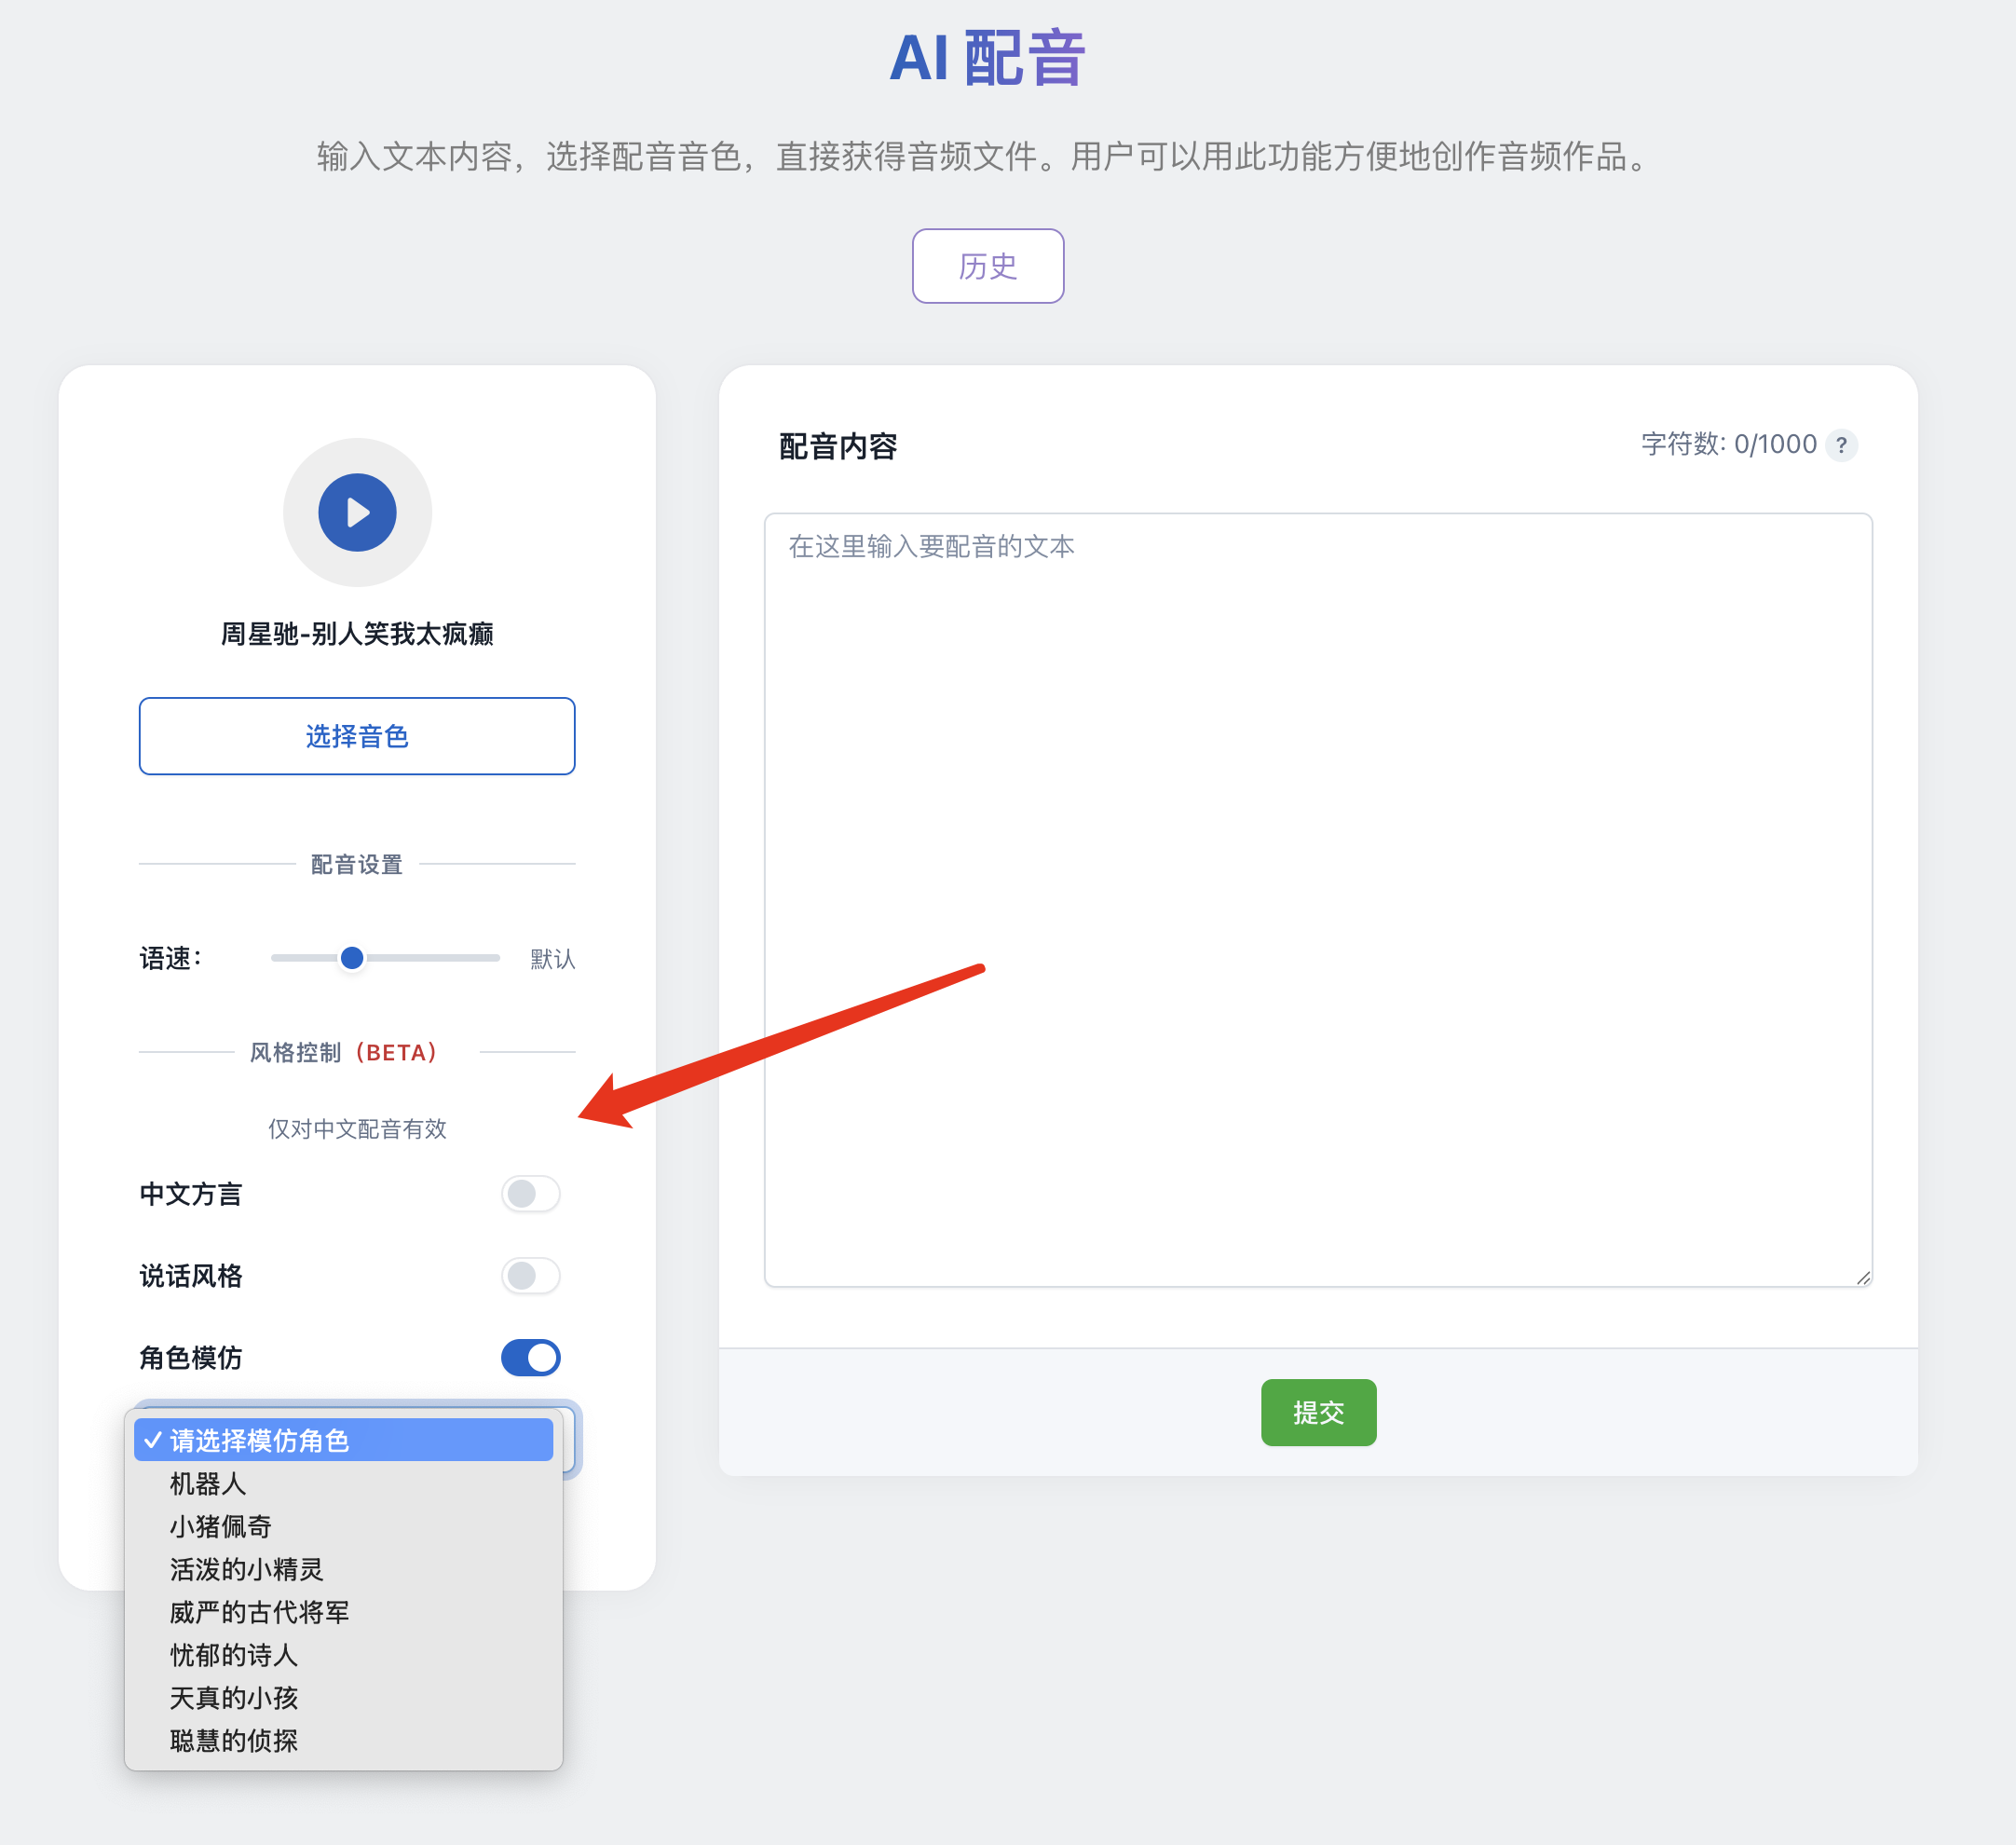 AI 配音
输入文本内容，选择配音音色，直接获得音频文件。用户可以用此功能方便地创作音频作品。
历史
周星驰-别人笑我太疯癫
选择音色
配音设置
语速：
默认
风格控制（BETA）
仅对中文配音有效
中文方言
说话风格
角色模仿
请选择模仿角色
机器人
小猪佩奇
活泼的小精灵
威严的古代将军
忧郁的诗人
天真的小孩
聪慧的侦探
配音内容
字符数: 0/1000 ?
在这里输入要配音的文本
提交